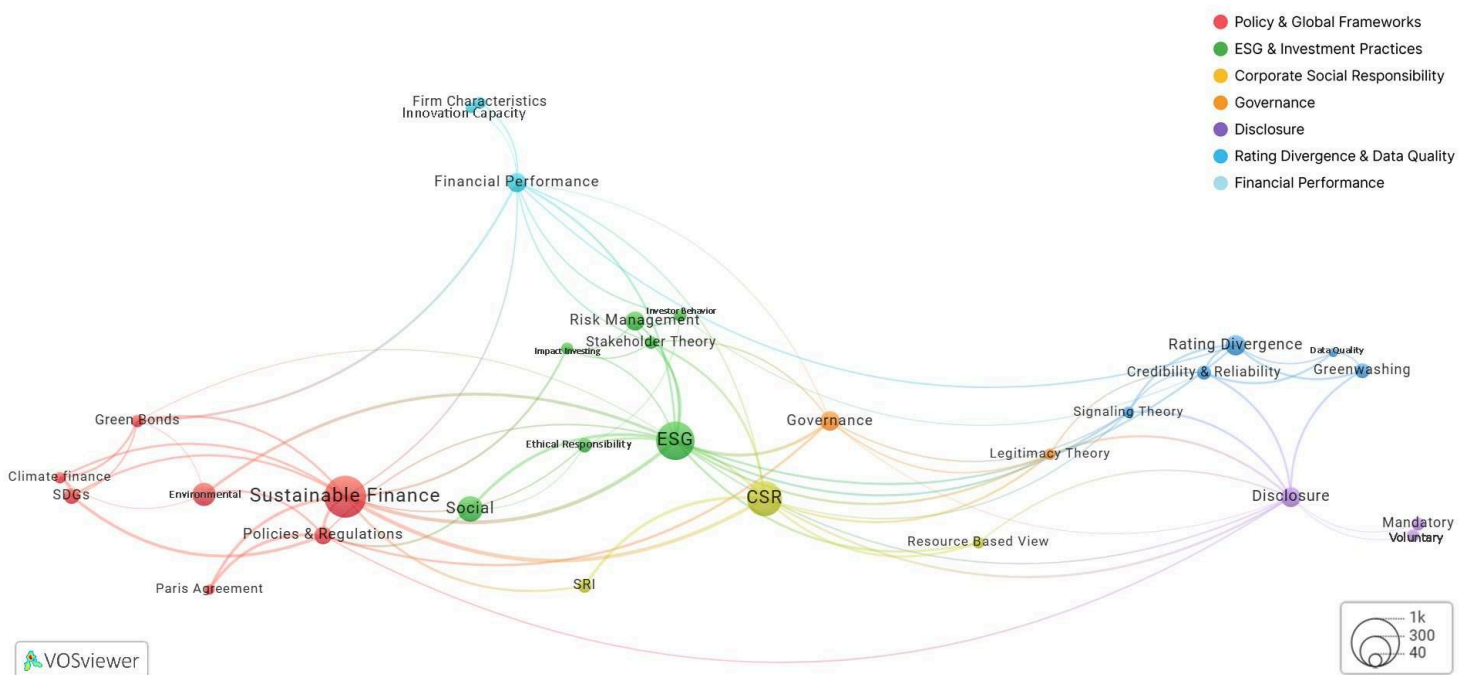 Policy & Global Frameworks
ESG & Investment Practices
Corporate Social Responsibility
Governance
Disclosure
Rating Divergence & Data Quality
Financial Performance
Firm Characteristics
Innovation Capacity
Financial Performance
Investor Behavior
Risk Management
Stakeholder Theory
Impact Investing
Rating Divergence
Data Quality
Credibility & Reliability
Greenwashing
Signaling Theory
Green Bonds
Governance
Ethical Responsibility
ESG
Legitimacy Theory
Climate finance
SDGs
Environmental
Sustainable Finance
Social
CSR
Disclosure
Policies & Regulations
Resource Based View
Mandatory
Voluntary
Paris Agreement
SRI
1k
300
40
VOSviewer